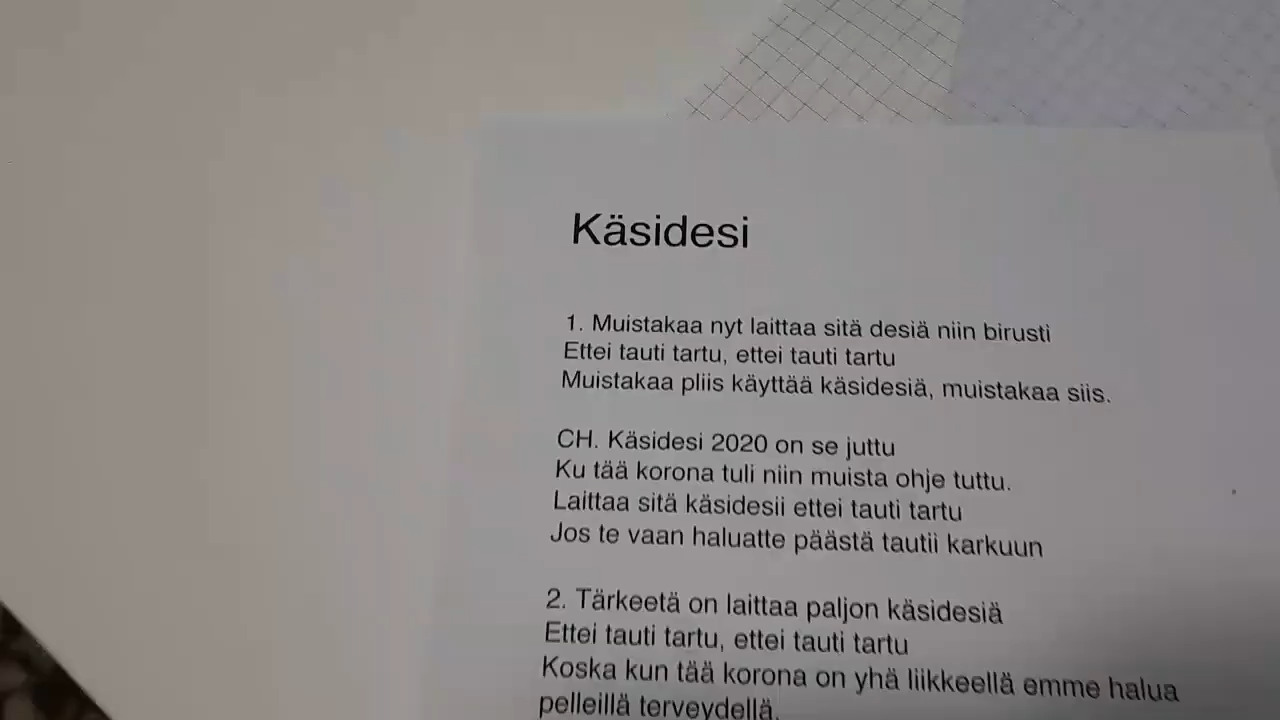 Käsidesi
1. Muistakaa nyt laittaa sitä desiä niin birusti
Ettei tauti tartu, ettei tauti tartu
Muistakaa pliis käyttää käsidesiä, muistakaa siis.
CH. Käsidesi 2020 on se juttu
Ku tää korona tuli niin muista ohje tuttu.
Laittaa sitä käsidesii ettei tauti tartu
Jos te vaan haluatte päästä tautii karkuun
2. Tärkeetä on laittaa paljon käsidesiä
Ettei tauti tartu, ettei tauti tartu
Koska kun tää korona on yhä liikkeellä emme halua
pelleillä terveydellä.